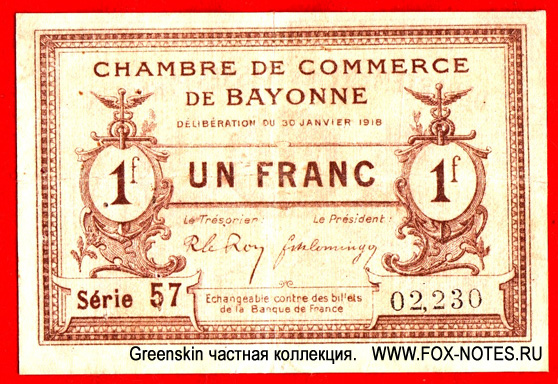 CHAMBRE DE COMMERCE
DE BAYONNE
DÉLIBÉRATION DU 30 JANVIER 1918
1f UN FRANC 1f
Le Trésorier: Le Président:
Série 57
Echangeable contre des billets
de la Banque de France
02,230
Greenskin частная коллекция. WWW.FOX-NOTES.RU